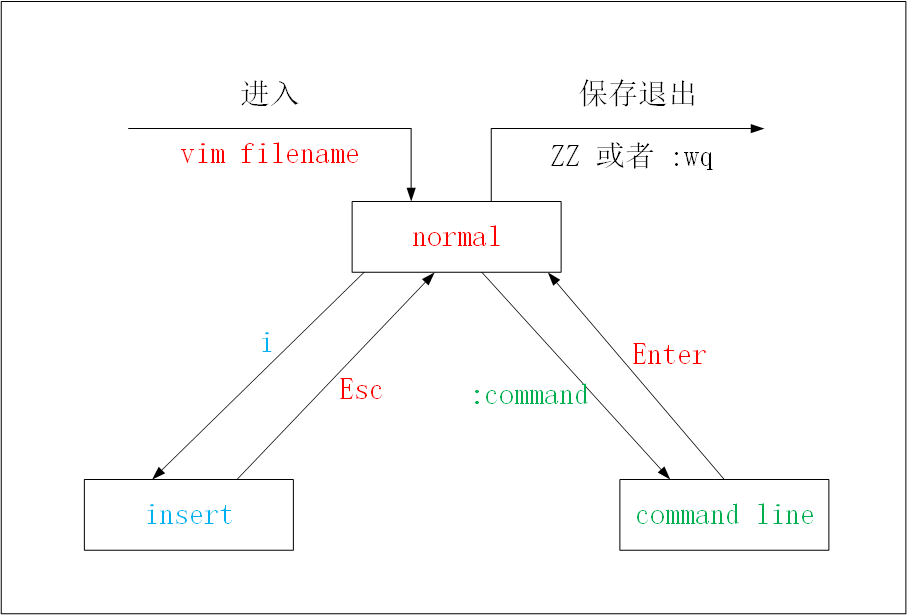 进入
保存退出
vim filename
ZZ 或者 :wq
normal
i
Enter
Esc
:command
insert
command line